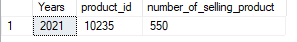 Years product_id number_of_selling_product
1 2021 10235 550